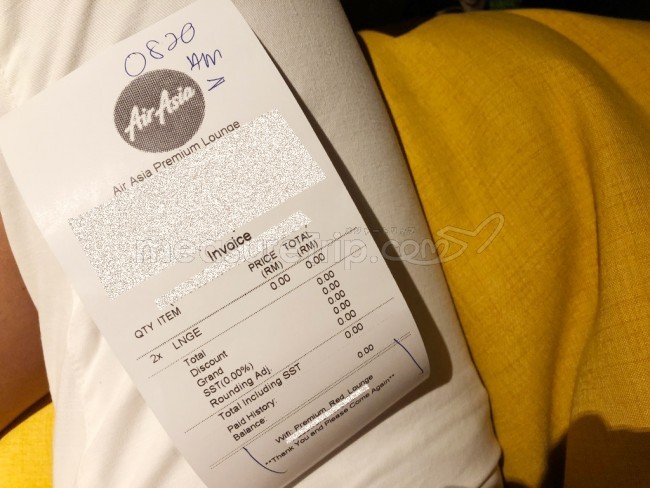 0820
AM
Air Asia
Air Asia Premium Lounge
Invoice
QTY ITEM PRICE (RM) TOTAL (RM)
2x LNGE 0.00 0.00
Total 0.00
Discount 0.00
Grand 0.00
SST(0.00%) 0.00
Rounding Adj. 0.00
Total Including SST 0.00
Paid History.
Balance: 0.00
Wifi: Premium_Red_Lounge
**Thank You and Please Come Again**